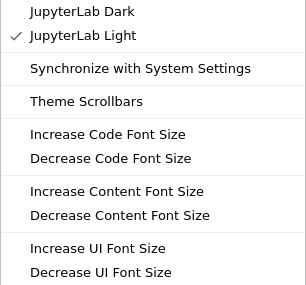 JupyterLab Dark
JupyterLab Light
Synchronize with System Settings
Theme Scrollbars
Increase Code Font Size
Decrease Code Font Size
Increase Content Font Size
Decrease Content Font Size
Increase UI Font Size
Decrease UI Font Size